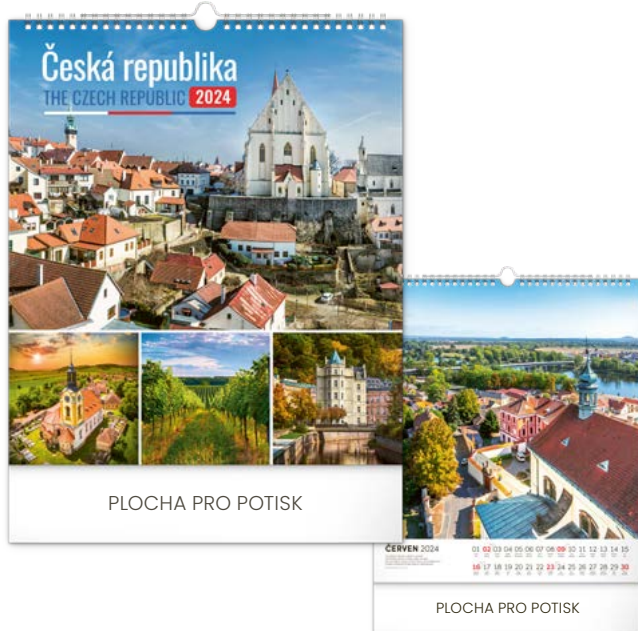 Česká republika
THE CZECH REPUBLIC 2024
PLOCHA PRO POTISK
ČERVEN 2024
01 02 03 04 05 06 07 08 09 10 11 12 13 14 15
16 17 18 19 20 21 22 23 24 25 26 27 28 29 30
PLOCHA PRO POTISK